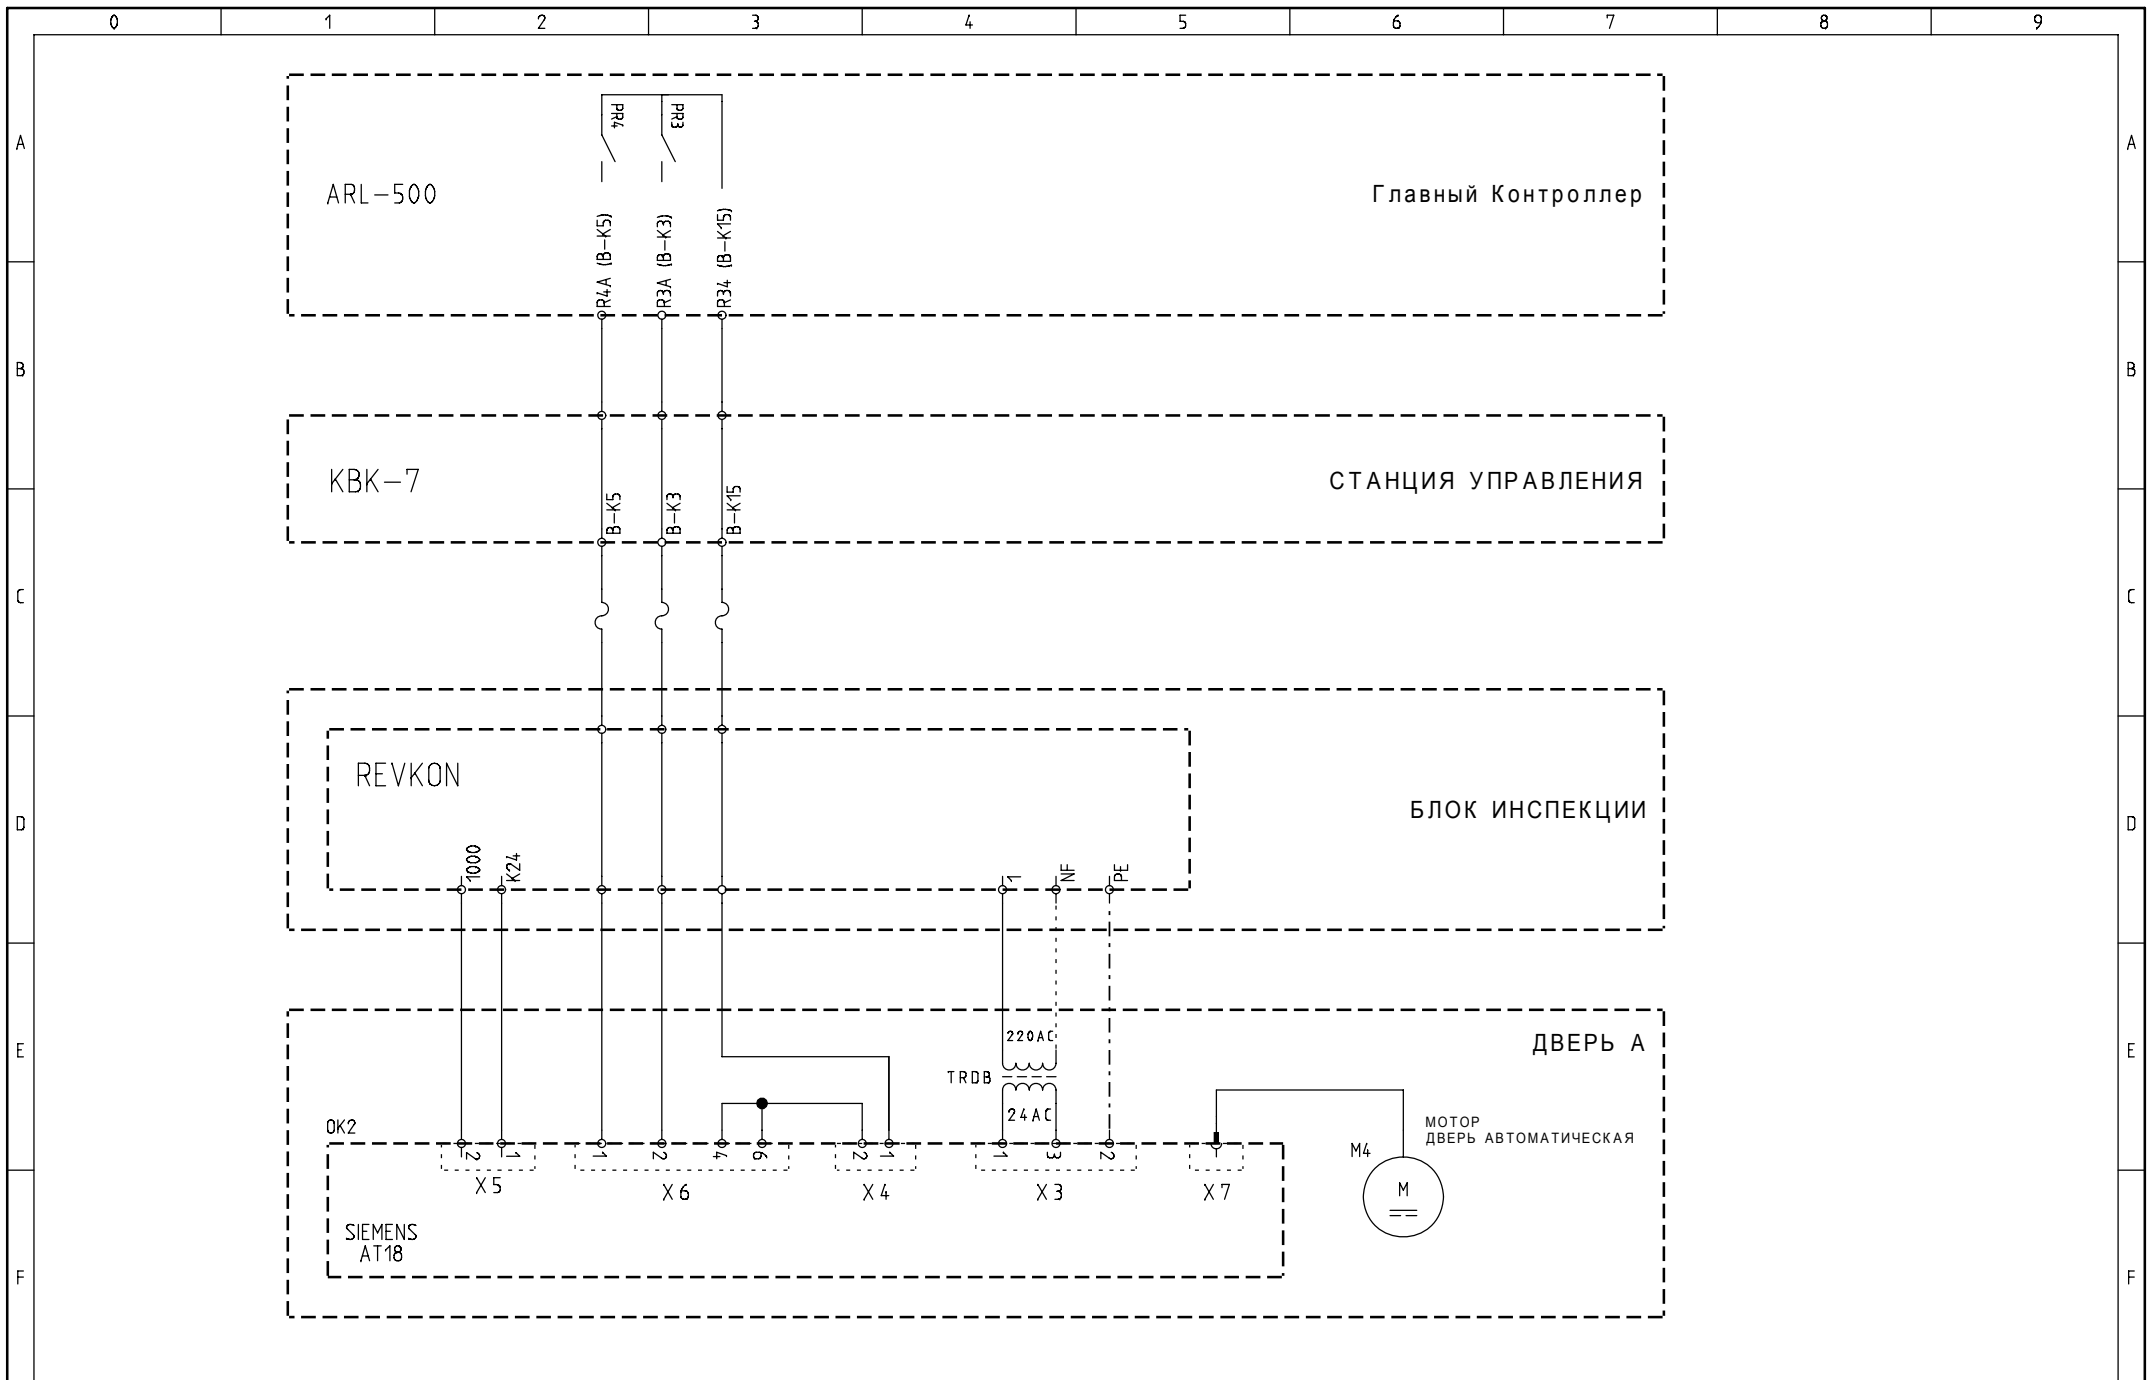 0 1 2 3 4 5 6 7 8 9
A A
PR4 PR3
ARL-500 Главный Контроллер
R4A (B-K5) R3A (B-K3) R34 (B-K15)
B B
KBK-7 СТАНЦИЯ УПРАВЛЕНИЯ
B-K5 B-K3 B-K15
C C
REVKON
БЛОК ИНСПЕКЦИИ
D D
1000 K24 1 NF PE
220AC ДВЕРЬ А
E E
TRDB
24AC
OK2 МОТОР
ДВЕРЬ АВТОМАТИЧЕСКАЯ
M4
2 1 1 2 4 6 2 1 1 3 2
X5 X6 X4 X3 X7 M
SIEMENS
AT18
F F